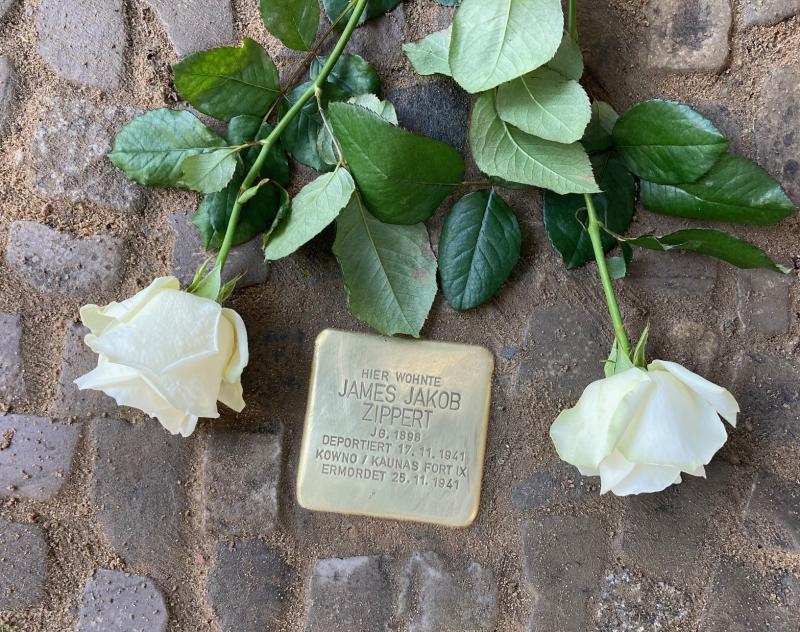 HIER WOHNTE
JAMES JAKOB
ZIPPERT
JG. 1898
DEPORTIERT 17. 11. 1941
KOWNO / KAUNAS FORT IX
ERMORDET 25. 11. 1941